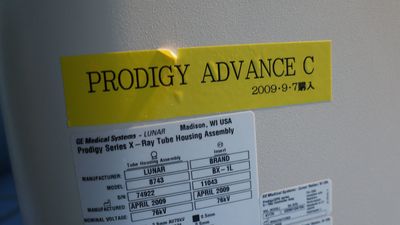 PRODIGY ADVANCE C
2009・9・7購入
GE Medical Systems - LUNAR Madison, WI USA
Prodigy Series X-Ray Tube Housing Assembly
Tube Housing Assembly Insert
MANUFACTURER LUNAR BRAND
MODEL 8743 BX-1L
S/N: 74922 11043
MANUFACTURED APRIL 2009 APRIL 2009
NOMINAL VOLTAGE 76kV 76kV